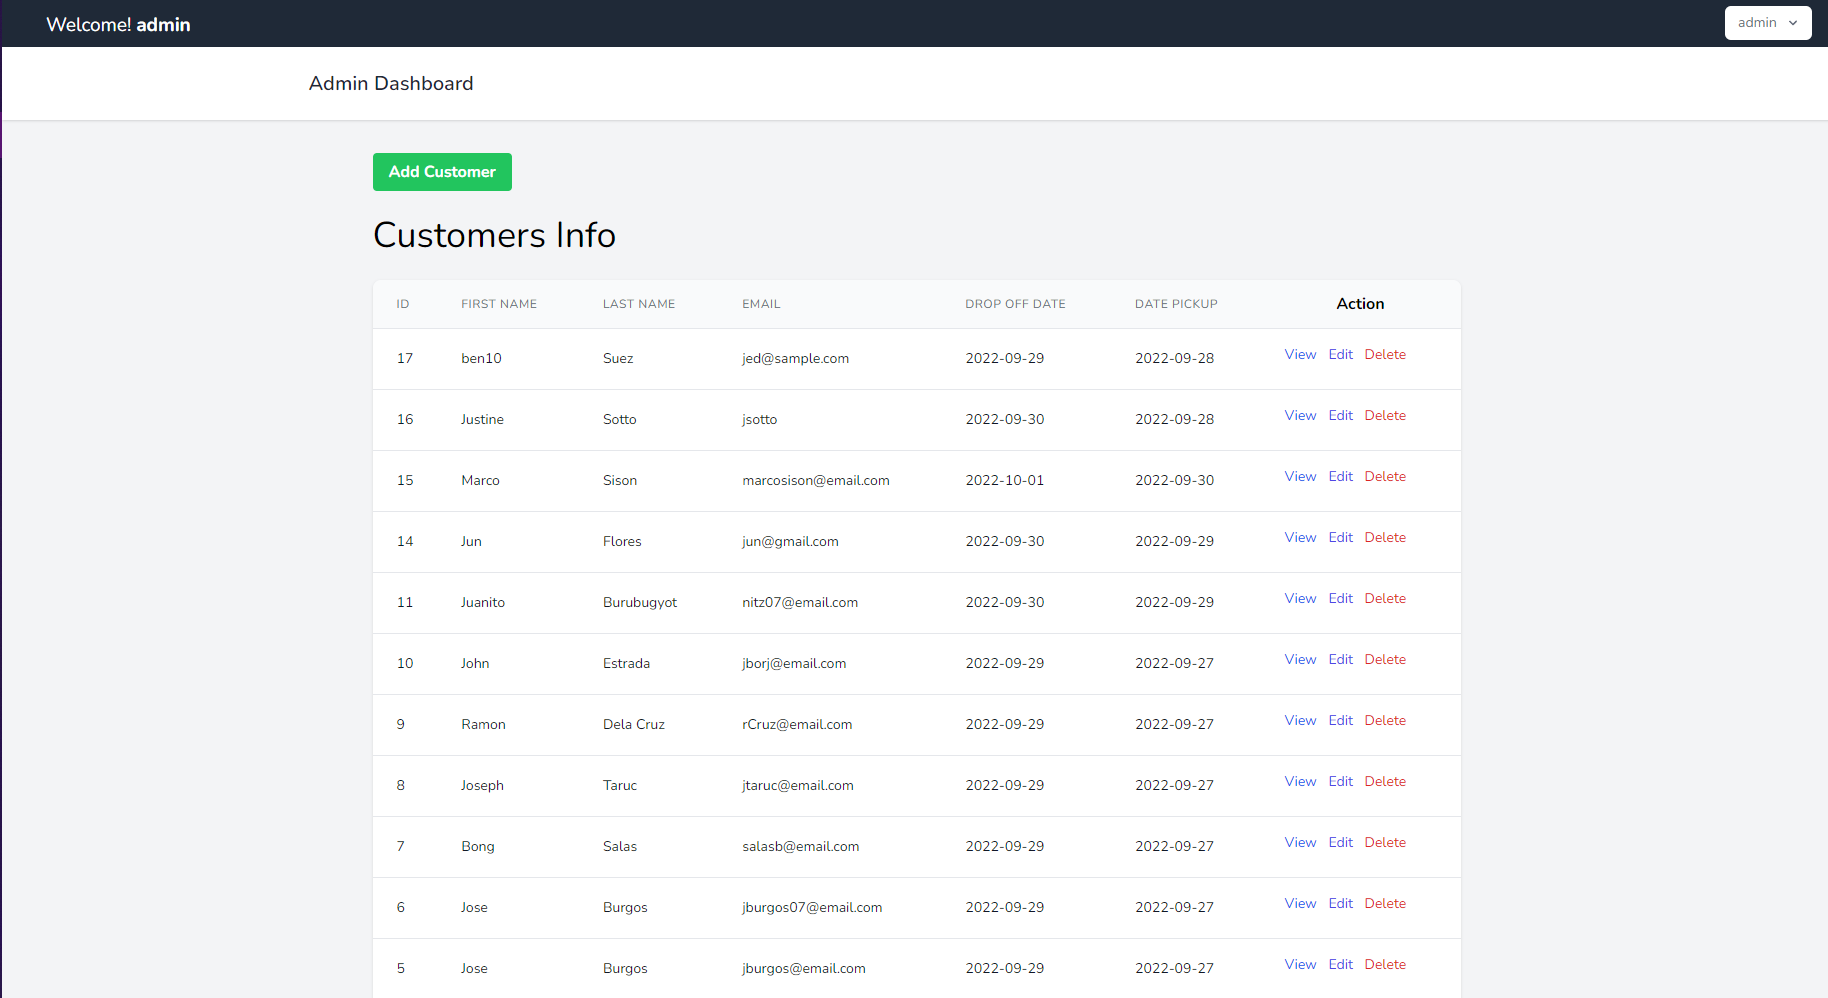 Welcome! admin
admin
Admin Dashboard
Add Customer
Customers Info
ID FIRST NAME LAST NAME EMAIL DROP OFF DATE DATE PICKUP Action
17 ben10 Suez jed@sample.com 2022-09-29 2022-09-28 View Edit Delete
16 Justine Sotto jsotto 2022-09-30 2022-09-28 View Edit Delete
15 Marco Sison marcosison@email.com 2022-10-01 2022-09-30 View Edit Delete
14 Jun Flores jun@gmail.com 2022-09-30 2022-09-29 View Edit Delete
11 Juanito Burubugyot nitz07@email.com 2022-09-30 2022-09-29 View Edit Delete
10 John Estrada jborj@email.com 2022-09-29 2022-09-27 View Edit Delete
9 Ramon Dela Cruz rCruz@email.com 2022-09-29 2022-09-27 View Edit Delete
8 Joseph Taruc jtaruc@email.com 2022-09-29 2022-09-27 View Edit Delete
7 Bong Salas salasb@email.com 2022-09-29 2022-09-27 View Edit Delete
6 Jose Burgos jburgos07@email.com 2022-09-29 2022-09-27 View Edit Delete
5 Jose Burgos jburgos@email.com 2022-09-29 2022-09-27 View Edit Delete